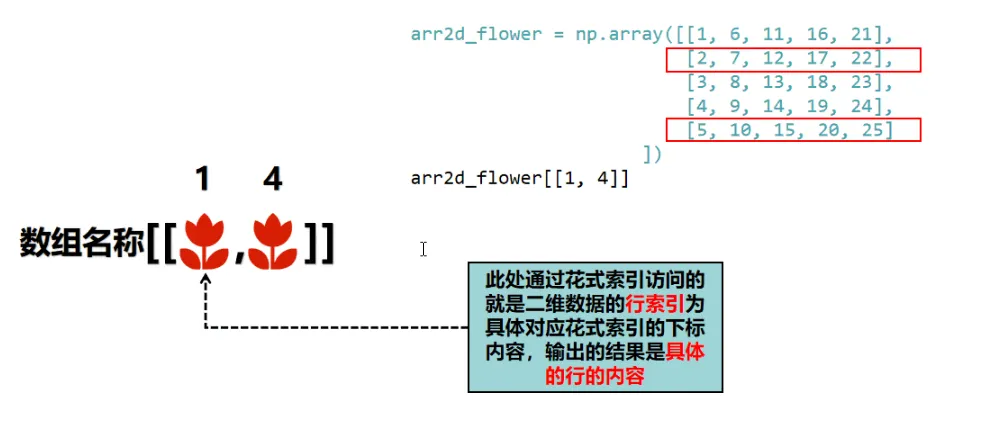 arr2d_flower = np.array([[1, 6, 11, 16, 21],
[2, 7, 12, 17, 22],
[3, 8, 13, 18, 23],
[4, 9, 14, 19, 24],
[5, 10, 15, 20, 25]
])
arr2d_flower[[1, 4]]
1 4
数组名称[[,]]
此处通过花式索引访问的
就是二维数据的行索引为
具体对应花式索引的下标
内容，输出的结果是具体
的行的内容